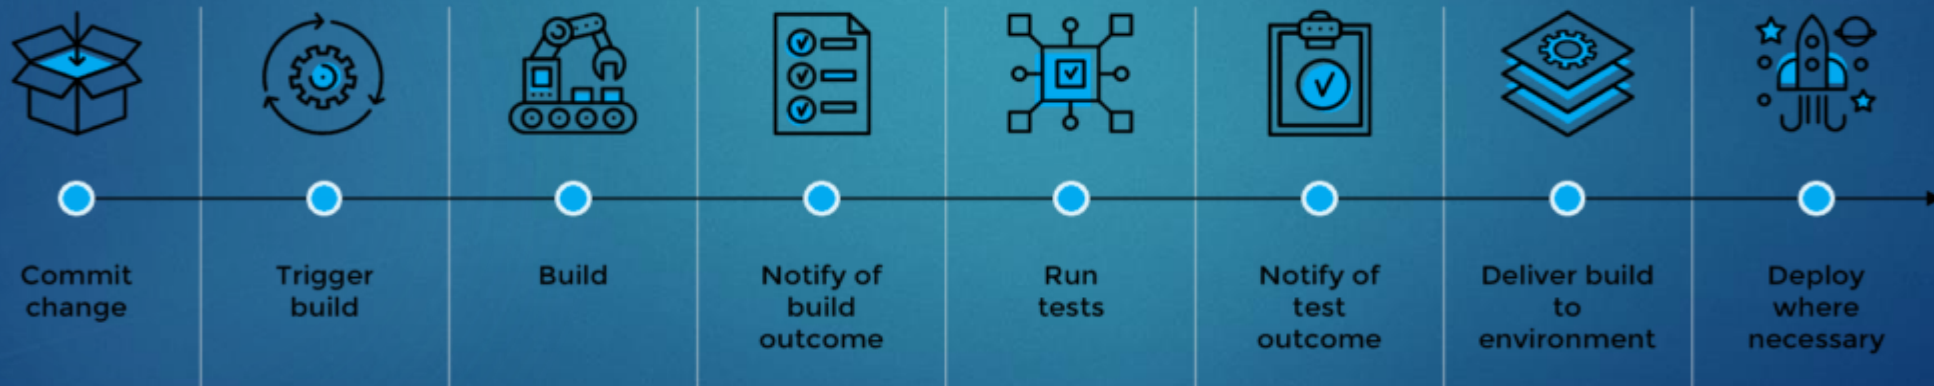 Commit
change
Trigger
build
Build
Notify of
build
outcome
Run
tests
Notify of
test
outcome
Deliver build
to
environment
Deploy
where
necessary